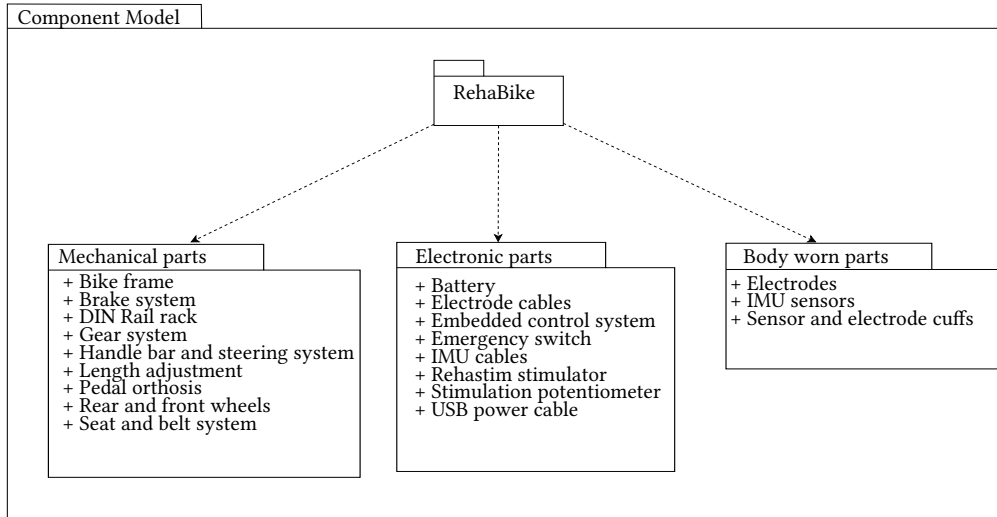 Component Model
RehaBike
Mechanical parts
+ Bike frame
+ Brake system
+ DIN Rail rack
+ Gear system
+ Handle bar and steering system
+ Length adjustment
+ Pedal orthosis
+ Rear and front wheels
+ Seat and belt system
Electronic parts
+ Battery
+ Electrode cables
+ Embedded control system
+ Emergency switch
+ IMU cables
+ Rehastim stimulator
+ Stimulation potentiometer
+ USB power cable
Body worn parts
+ Electrodes
+ IMU sensors
+ Sensor and electrode cuffs